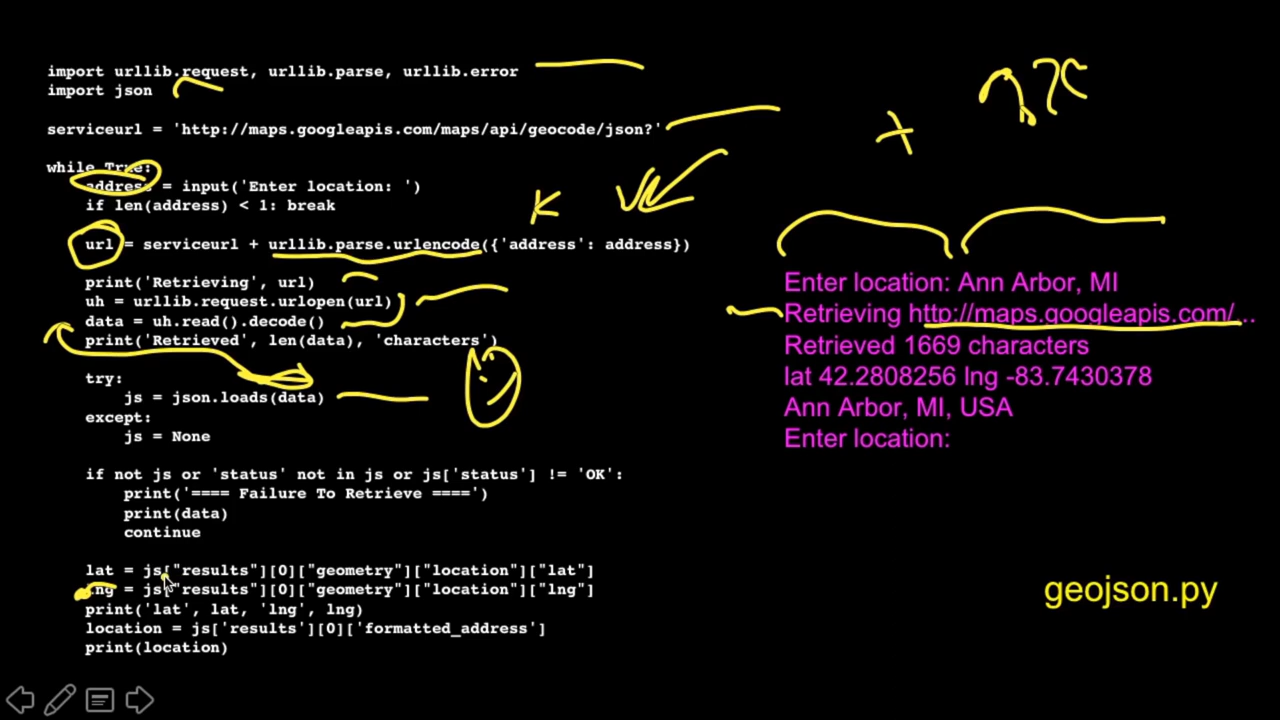 import urllib.request, urllib.parse, urllib.error
import json
serviceurl = 'http://maps.googleapis.com/maps/api/geocode/json?'
while True:
address = input('Enter location: ')
if len(address) < 1: break
url = serviceurl + urllib.parse.urlencode({'address': address})
print('Retrieving', url)
uh = urllib.request.urlopen(url)
data = uh.read().decode()
print('Retrieved', len(data), 'characters')
try:
js = json.loads(data)
except:
js = None
if not js or 'status' not in js or js['status'] != 'OK':
print('==== Failure To Retrieve ====')
print(data)
continue
lat = js["results"][0]["geometry"]["location"]["lat"]
lng = js["results"][0]["geometry"]["location"]["lng"]
print('lat', lat, 'lng', lng)
location = js['results'][0]['formatted_address']
print(location)
+
K
Enter location: Ann Arbor, MI
Retrieving http://maps.googleapis.com/...
Retrieved 1669 characters
lat 42.2808256 lng -83.7430378
Ann Arbor, MI, USA
Enter location:
geojson.py